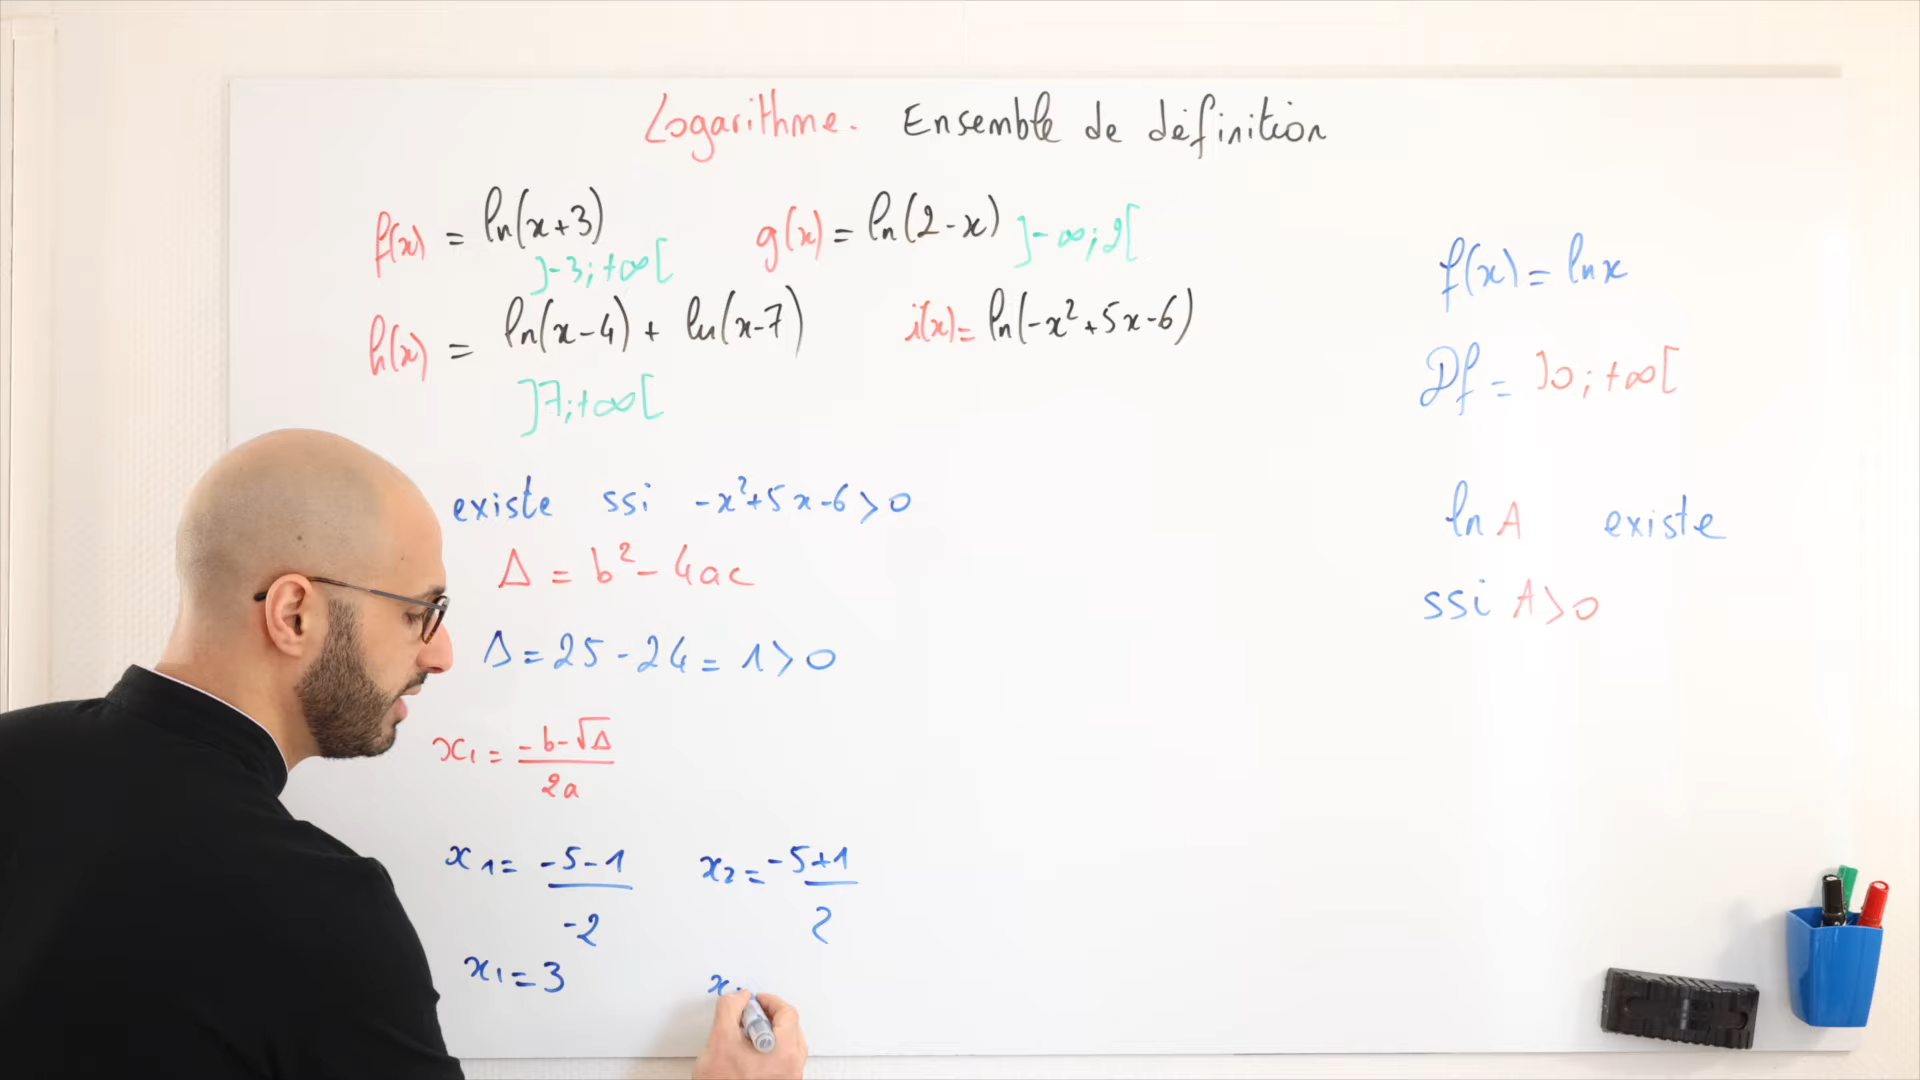 Logarithme. Ensemble de définition
f(x) = ln(x+3)
]-3;+∞[
g(x) = ln(2-x) ]-∞;2[
h(x) = ln(x-4) + ln(x-7)
]7;+∞[
i(x) = ln(-x²+5x-6)
existe ssi -x²+5x-6>0
Δ = b²-4ac
Δ = 25-24 = 1>0
x₁ = (-b-√Δ)/2a
x₁ = (-5-1)/-2
x₂ = (-5+1)/2
x₁ = 3
x
f(x) = ln x
Df = ]0;+∞[
ln A existe
ssi A>0